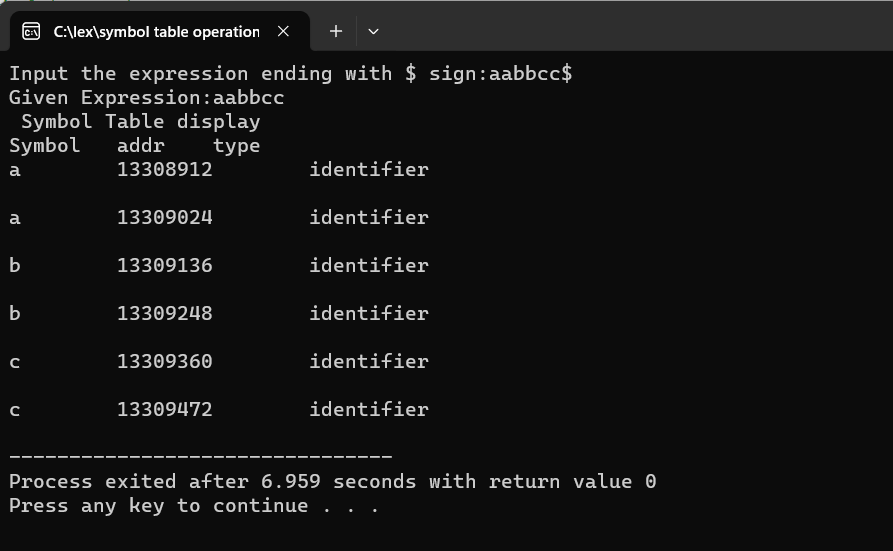 C:\lex\symbol table operation
Input the expression ending with $ sign:aabbcc$
Given Expression:aabbcc
 Symbol Table display
Symbol   addr    type
a        13308912        identifier
a        13309024        identifier
b        13309136        identifier
b        13309248        identifier
c        13309360        identifier
c        13309472        identifier
--------------------------------
Process exited after 6.959 seconds with return value 0
Press any key to continue . . .